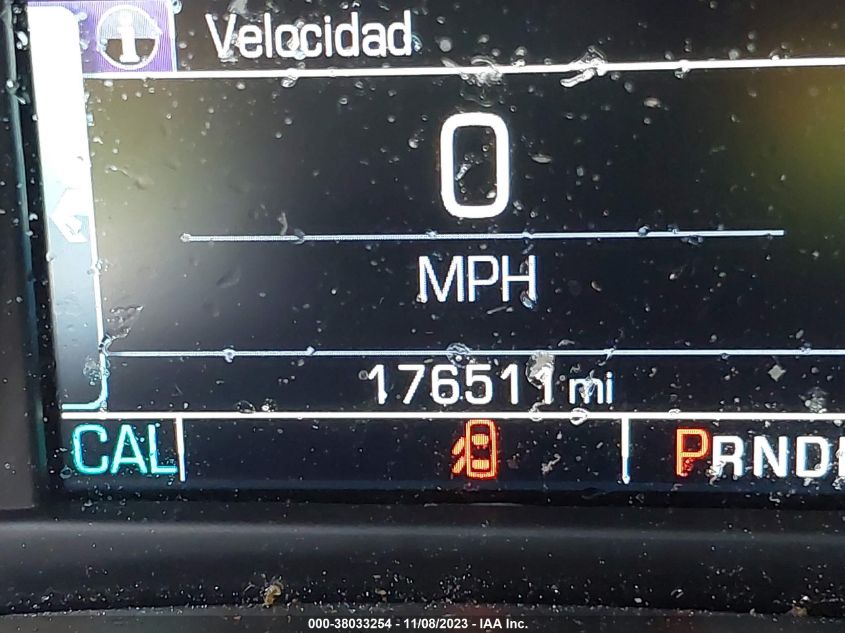 Velocidad
0
MPH
176511 mi
CAL PRND
000-38033254 - 11/08/2023 - IAA Inc.